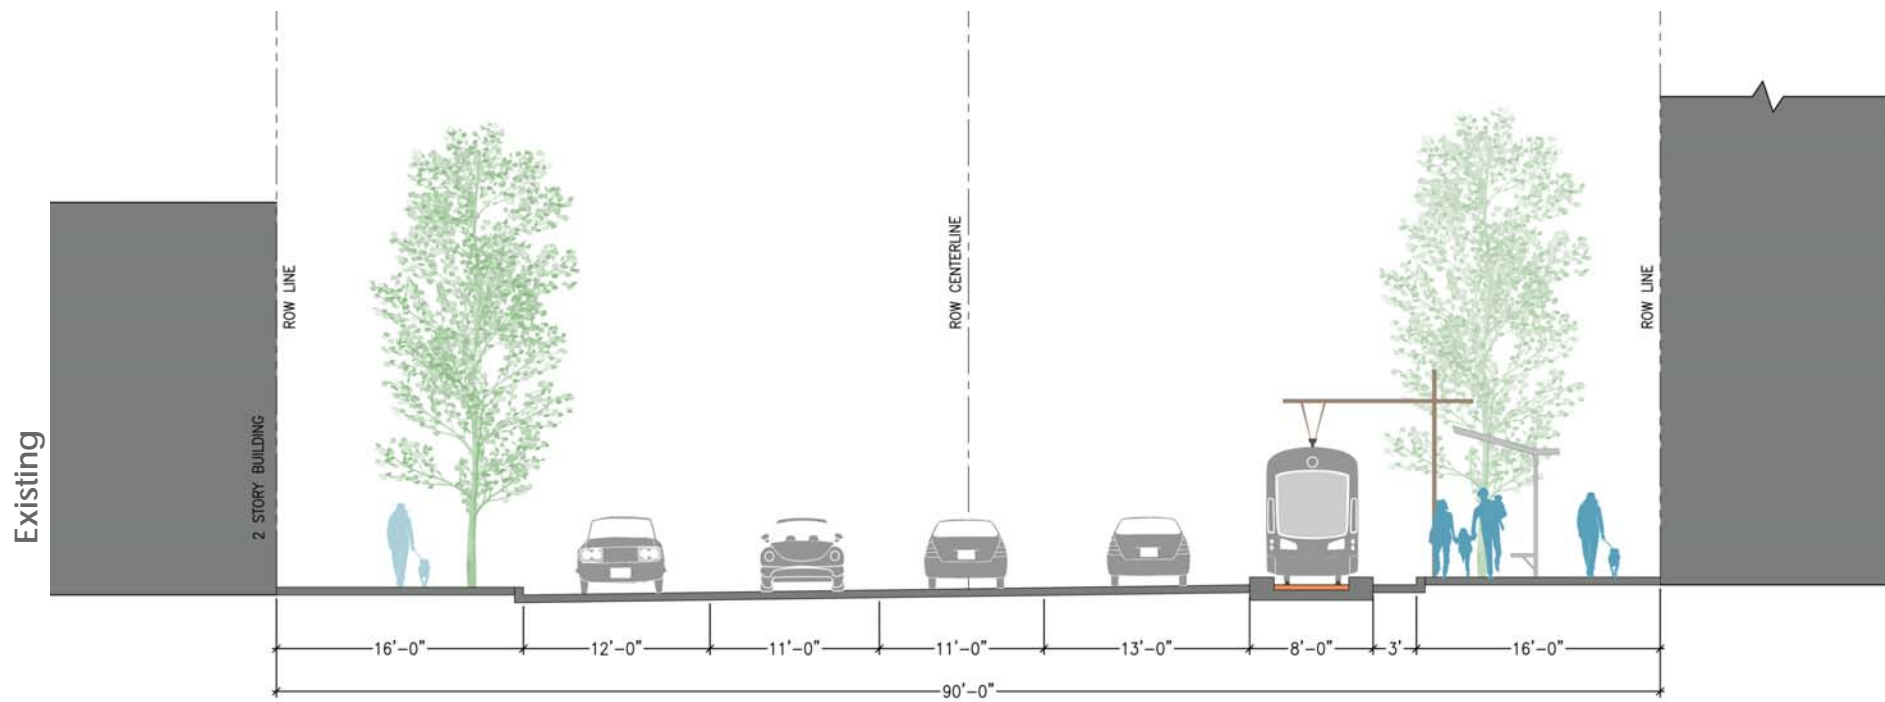 Existing
2 STORY BUILDING
ROW LINE
ROW CENTERLINE
ROW LINE
16'-0"
12'-0"
11'-0"
11'-0"
13'-0"
8'-0"
3'
16'-0"
90'-0"